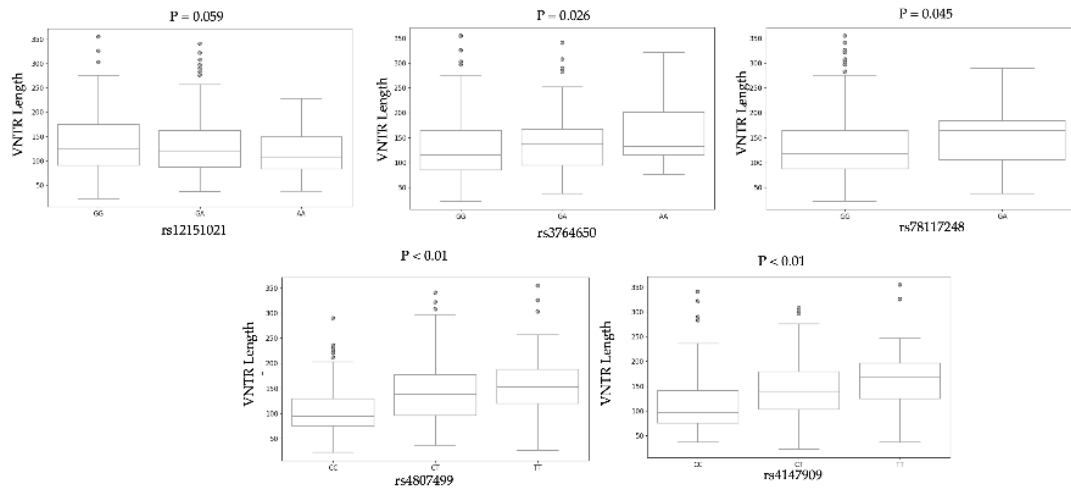 P = 0.059
VNTR Length
350
300
250
200
150
100
50
GG
GA
AA
rs12151021
P = 0.026
VNTR Length
350
300
250
200
150
100
50
GG
GA
AA
rs3764650
P = 0.045
VNTR Length
350
300
250
200
150
100
50
GG
GA
rs78117248
P < 0.01
VNTR Length
350
300
250
200
150
100
50
CC
CT
TT
rs4807499
P < 0.01
VNTR Length
350
300
250
200
150
100
50
CC
CT
TT
rs4147909